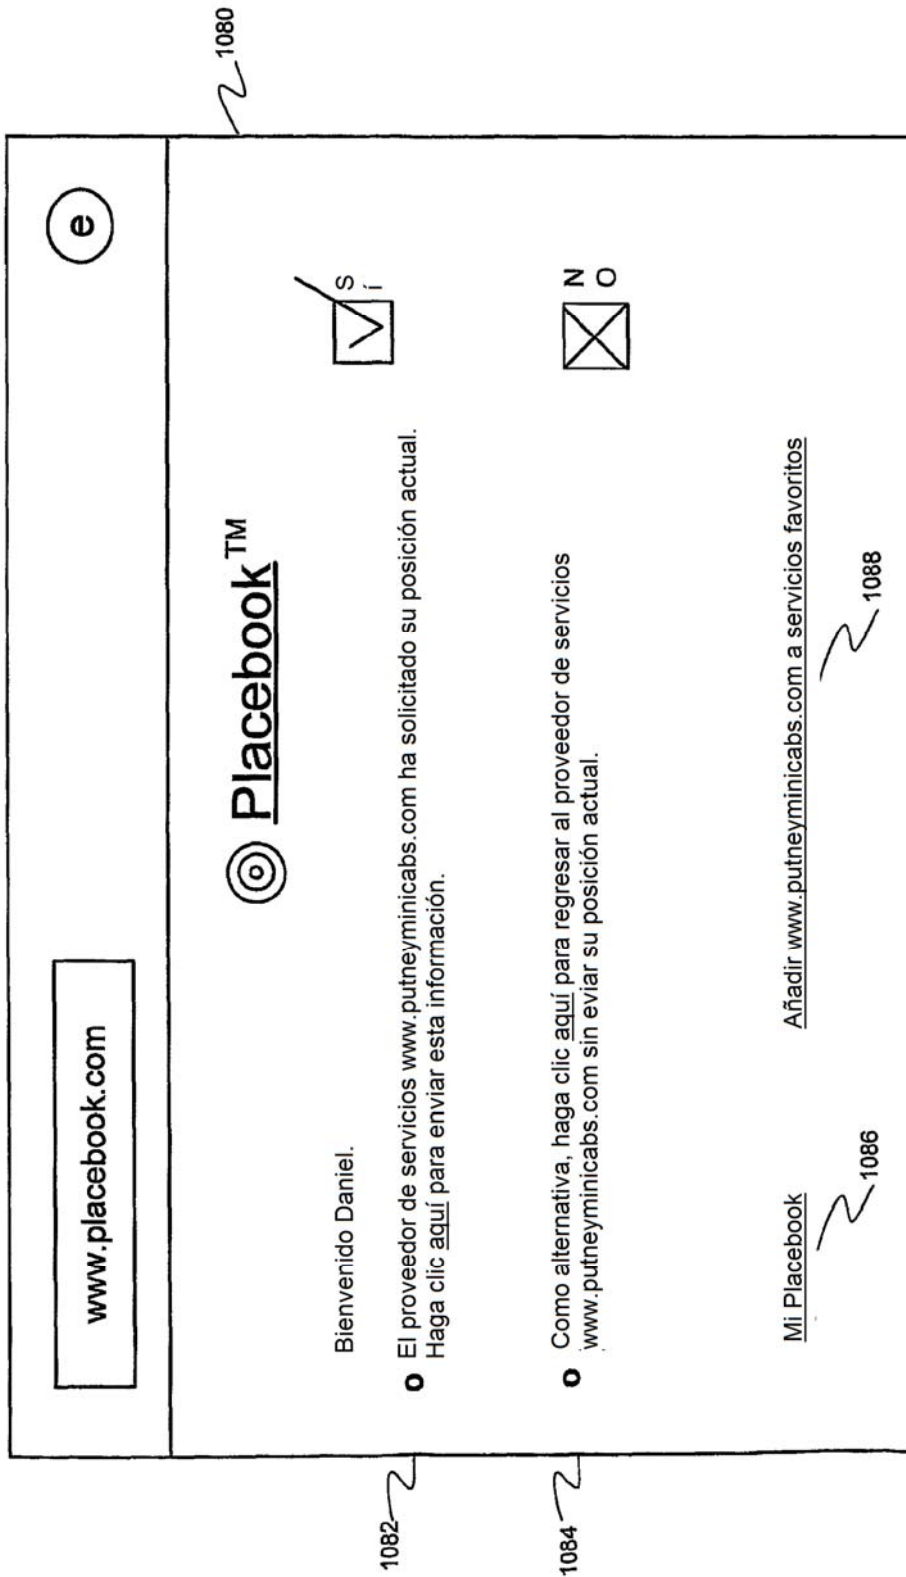 www.placebook.com
e
1080
Placebook™
Bienvenido Daniel.
Sí
1082
o El proveedor de servicios www.putneyminicabs.com ha solicitado su posición actual.
Haga clic aquí para enviar esta información.
NO
1084
o Como alternativa, haga clic aquí para regresar al proveedor de servicios
www.putneyminicabs.com sin eviar su posición actual.
Mi Placebook
Añadir www.putneyminicabs.com a servicios favoritos
1086
1088